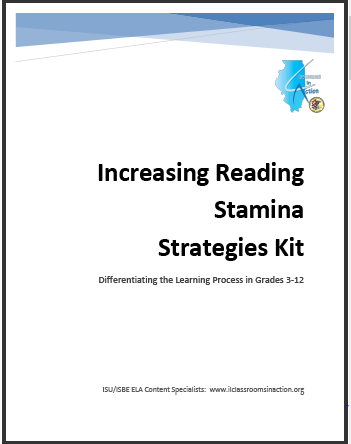 Action
Increasing Reading
Stamina
Strategies Kit
Differentiating the Learning Process in Grades 3-12
ISU/ISBE ELA Content Specialists: www.ilclassroomsinaction.org